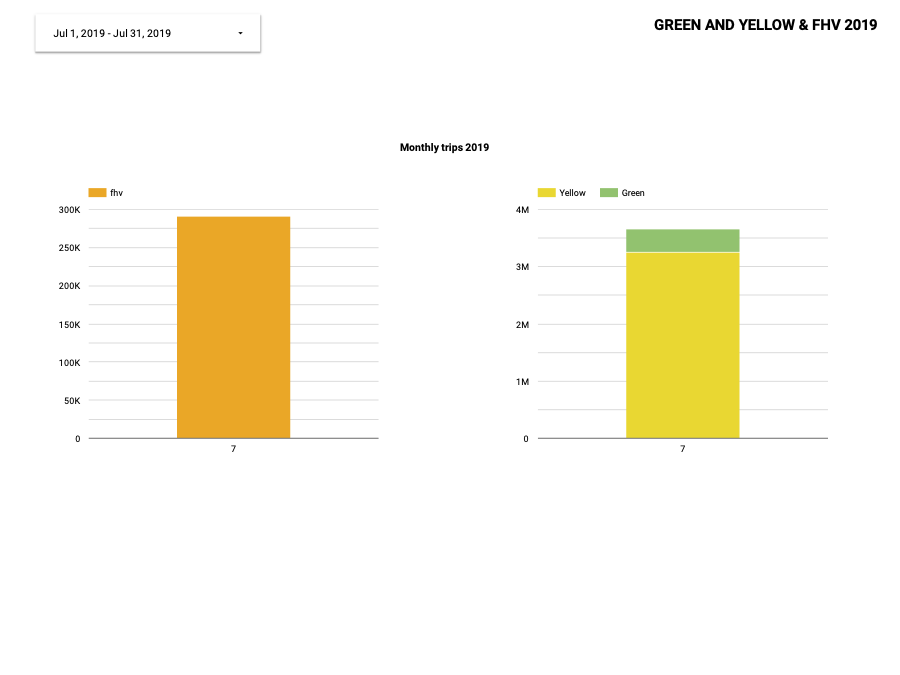 Jul 1, 2019 - Jul 31, 2019
GREEN AND YELLOW & FHV 2019
Monthly trips 2019
fhv
300K
250K
200K
150K
100K
50K
0
7
Yellow Green
4M
3M
2M
1M
0
7